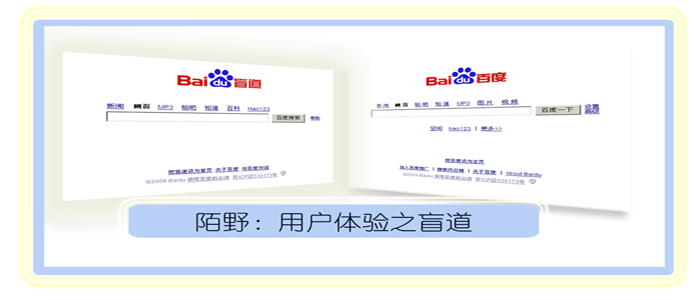 Bai du 盲道
新闻 网页 MP3 贴吧 知道 百科 Hao123
百度搜索 帮助
把盲道设为首页 关于百度 与百度对话
©2009 Baidu 使用百度前必读 京ICP证030173号
Bai du 百度
新闻 网页 贴吧 知道 MP3 图片 视频
百度一下 设置 高级
空间 hao123 | 更多>>
把百度设为主页
加入百度推广 | 搜索风云榜 | 关于百度 | About Baidu
©2009 Baidu 使用百度前必读 京ICP证030173号
陌野：用户体验之盲道